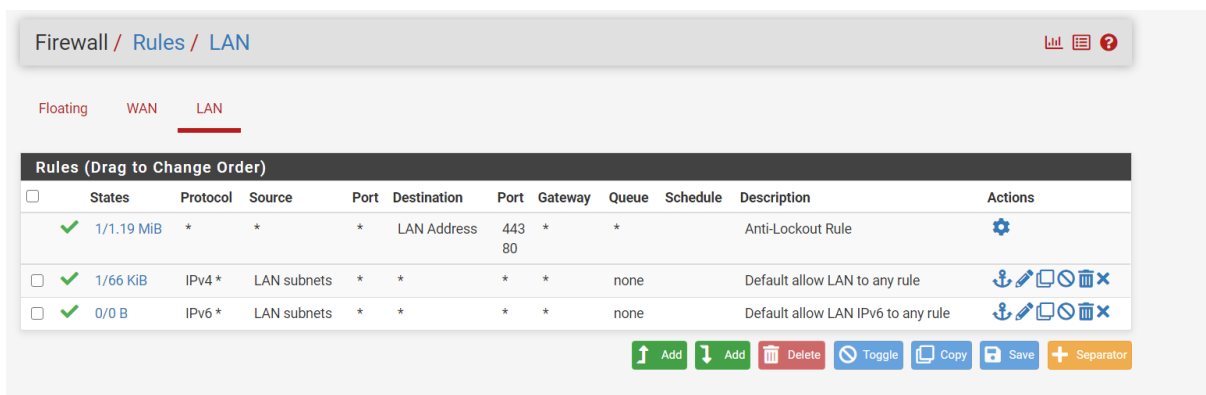 Firewall / Rules / LAN
Floating WAN LAN
Rules (Drag to Change Order)
States Protocol Source Port Destination Port Gateway Queue Schedule Description Actions
1/1.19 MiB * * * LAN Address 443 * * Anti-Lockout Rule
80
1/66 KiB IPv4 * LAN subnets * * * * none Default allow LAN to any rule
0/0 B IPv6 * LAN subnets * * * * none Default allow LAN IPv6 to any rule
Add Add Delete Toggle Copy Save Separator